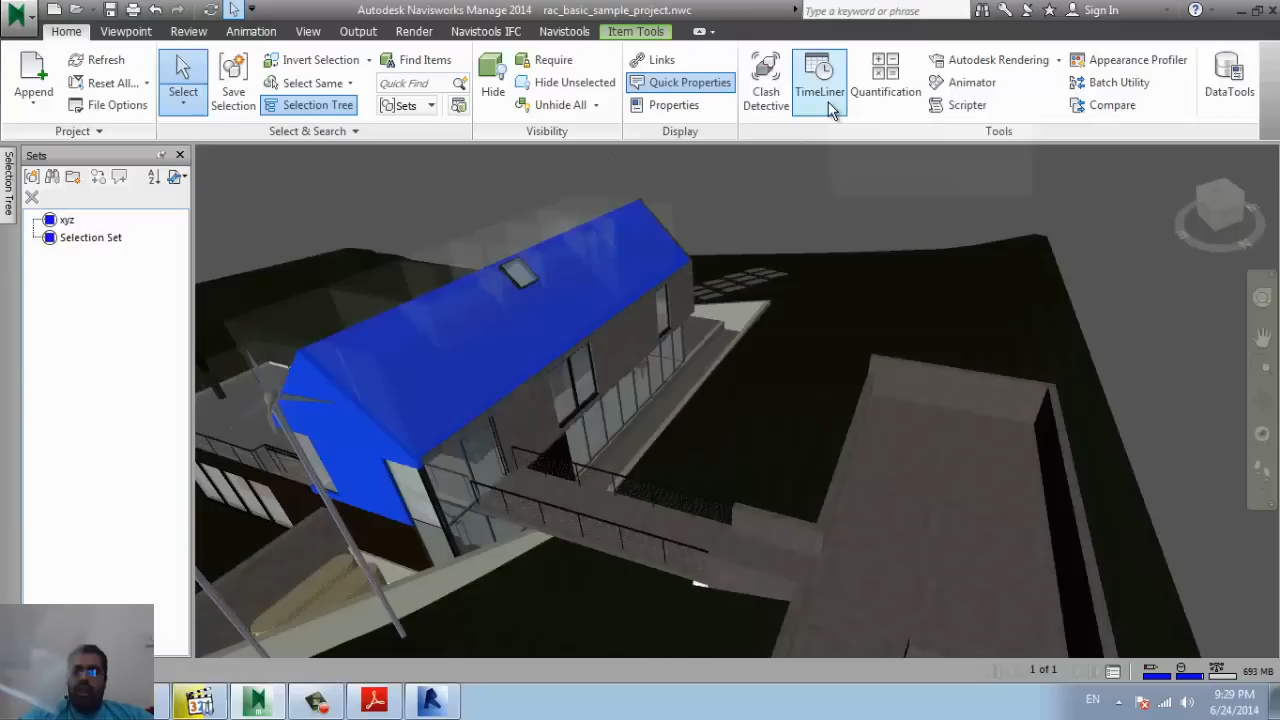 Autodesk Navisworks Manage 2014 rac_basic_sample_project.nwc
Type a keyword or phrase
Sign In
Home Viewpoint Review Animation View Output Render Navistools IFC Navistools Item Tools
Append
Refresh
Reset All...
File Options
Project
Select
Save Selection
Invert Selection
Select Same
Selection Tree
Find Items
Quick Find
Sets
Select & Search
Hide
Require
Hide Unselected
Unhide All
Visibility
Links
Quick Properties
Properties
Display
Clash Detective
TimeLiner
Quantification
Autodesk Rendering
Animator
Scripter
Appearance Profiler
Batch Utility
Compare
Tools
DataTools
Selection Tree
Sets
xyz
Selection Set
1 of 1
693 MB
321
EN
9:29 PM
6/24/2014